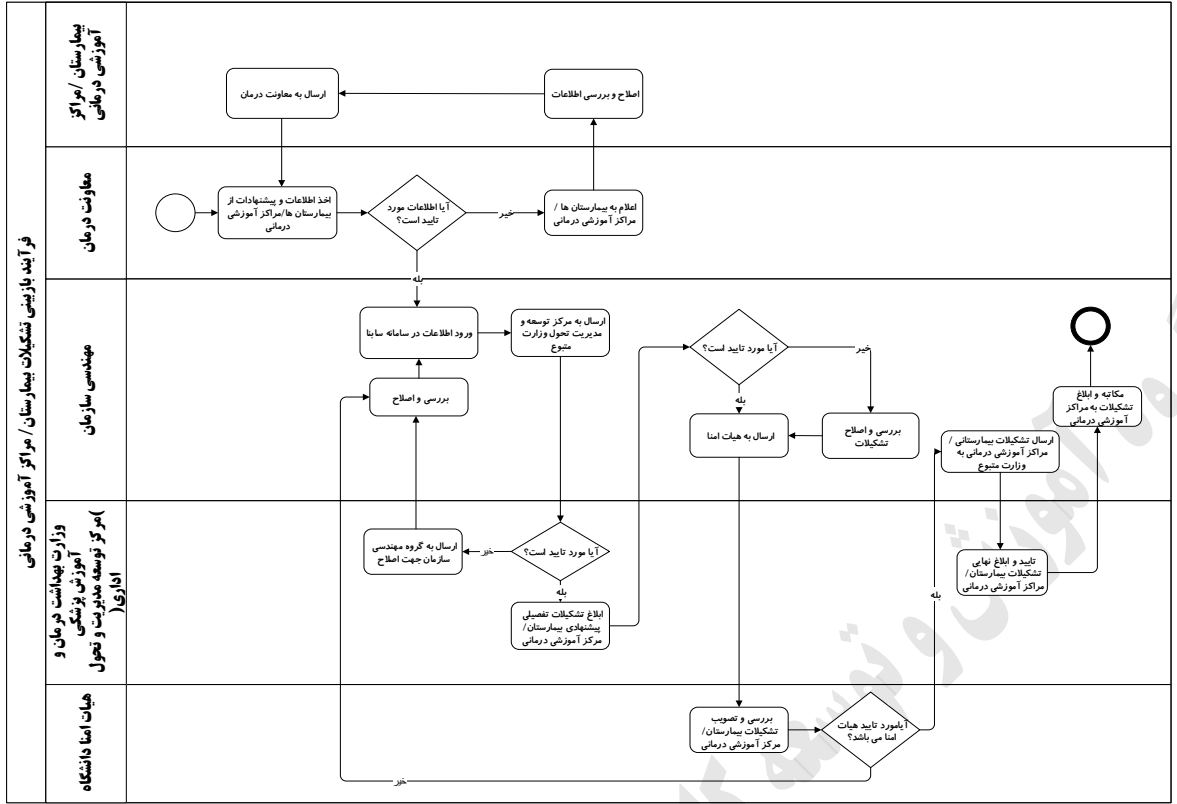 فرآیند بازبینی تشکیلات بیمارستان/ مراکز آموزشی درمانی
بیمارستان /مراکز
آموزشی درمانی
ارسال به معاونت درمان
اصلاح و بررسی اطلاعات
معاونت درمان
اخذ اطلاعات و پیشنهادات از
بیمارستان ها/مراکز آموزشی
درمانی
آیا اطلاعات مورد
تایید است؟
خیر
اعلام به بیمارستان ها /
مراکز آموزشی درمانی
بله
مهندسی سازمان
ورود اطلاعات در سامانه ساینا
ارسال به مرکز توسعه و
مدیریت تحول وزارت
متبوع
بررسی و اصلاح
آیا مورد تایید است؟
خیر
بله
ارسال به هیات امنا
بررسی و اصلاح
تشکیلات
مکاتبه و ابلاغ
تشکیلات به مراکز
آموزشی درمانی
ارسال تشکیلات بیمارستانی /
مراکز آموزشی درمانی به
وزارت متبوع
وزارت بهداشت درمان و
آموزش پزشکی
)مرکز توسعه مدیریت و تحول
اداری(
ارسال به گروه مهندسی
سازمان جهت اصلاح
خیر
آیا مورد تایید است؟
بله
ابلاغ تشکیلات تفصیلی
پیشنهادی بیمارستان/
مرکز آموزشی درمانی
تایید و ابلاغ نهایی
تشکیلات بیمارستان/
مراکز آموزشی درمانی
بله
هیات امنا دانشگاه
بررسی و تصویب
تشکیلات بیمارستان/
مرکز آموزشی درمانی
آیامورد تایید هیات
امنا می باشد؟
خیر
آموزش و توسعه